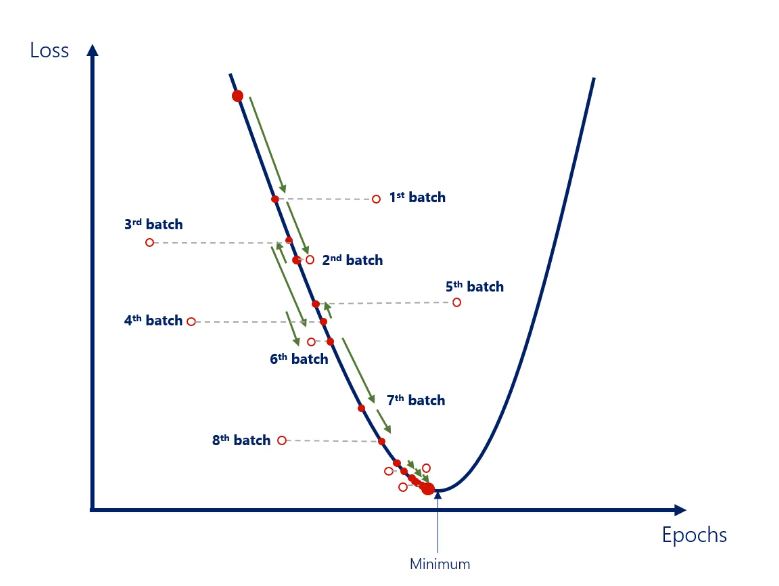 Loss
1st batch
3rd batch
2nd batch
5th batch
4th batch
6th batch
7th batch
8th batch
Epochs
Minimum